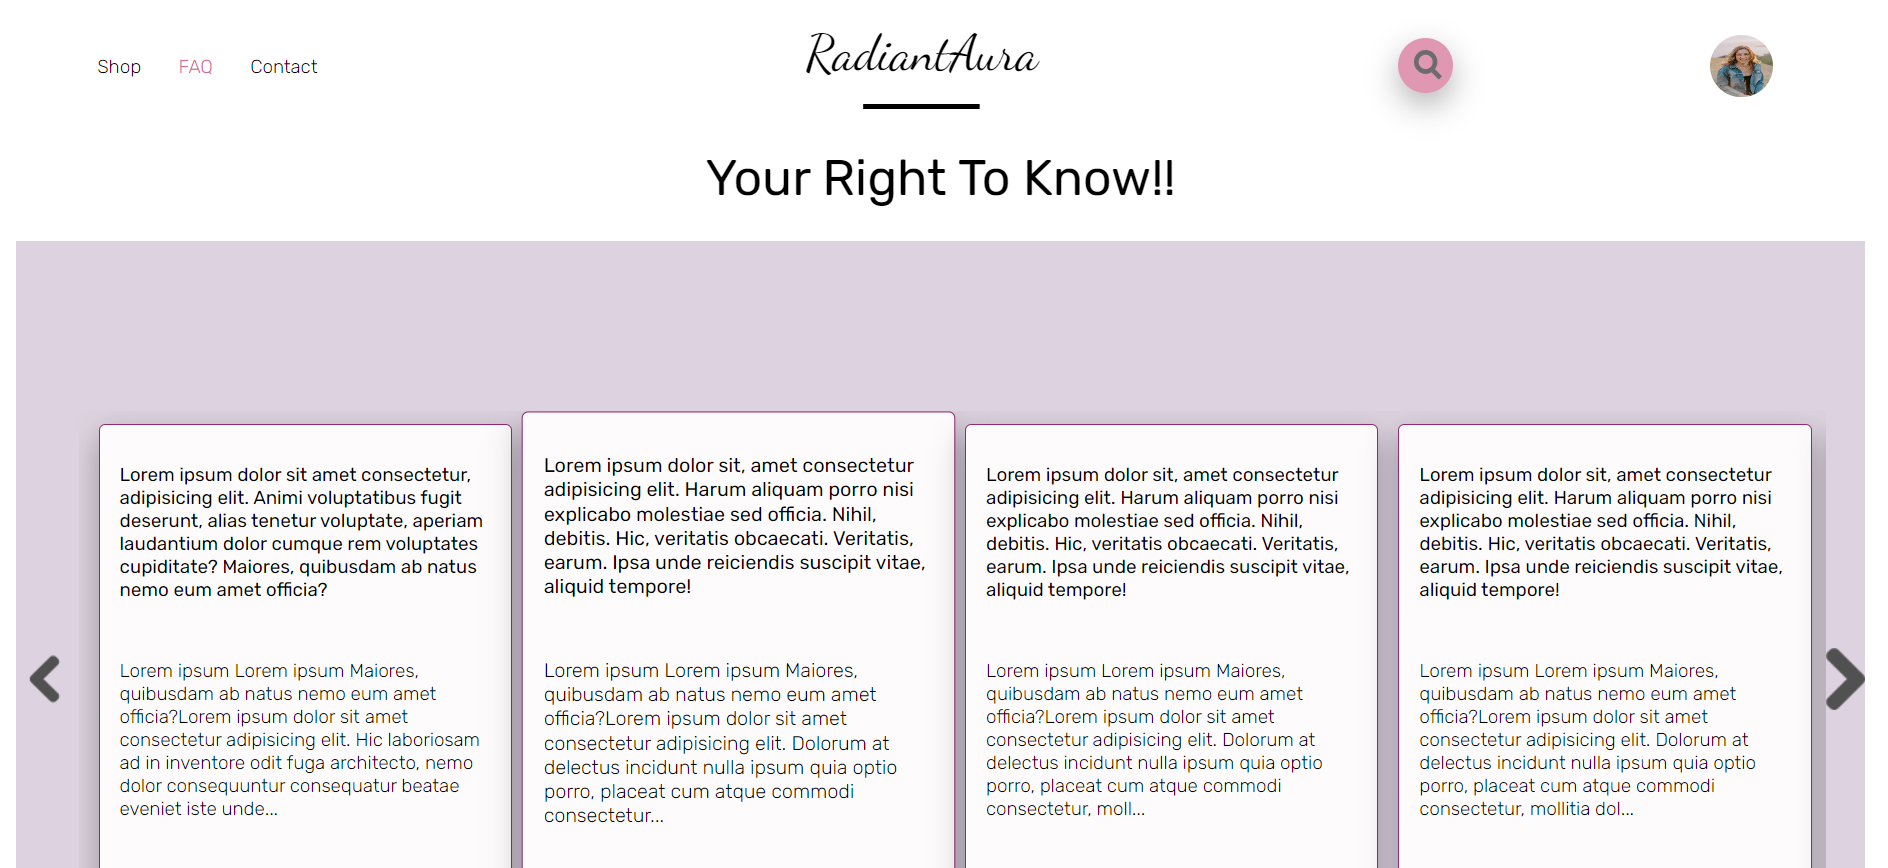 Shop FAQ Contact
RadiantAura
Your Right To Know!!
Lorem ipsum dolor sit amet consectetur,
adipisicing elit. Animi voluptatibus fugit
deserunt, alias tenetur voluptate, aperiam
laudantium dolor cumque rem voluptates
cupiditate? Maiores, quibusdam ab natus
nemo eum amet officia?
Lorem ipsum Lorem ipsum Maiores,
quibusdam ab natus nemo eum amet
officia?Lorem ipsum dolor sit amet
consectetur adipisicing elit. Hic laboriosam
ad in inventore odit fuga architecto, nemo
dolor consequuntur consequatur beatae
eveniet iste unde...
Lorem ipsum dolor sit, amet consectetur
adipisicing elit. Harum aliquam porro nisi
explicabo molestiae sed officia. Nihil,
debitis. Hic, veritatis obcaecati. Veritatis,
earum. Ipsa unde reiciendis suscipit vitae,
aliquid tempore!
Lorem ipsum Lorem ipsum Maiores,
quibusdam ab natus nemo eum amet
officia?Lorem ipsum dolor sit amet
consectetur adipisicing elit. Dolorum at
delectus incidunt nulla ipsum quia optio
porro, placeat cum atque commodi
consectetur...
Lorem ipsum dolor sit, amet consectetur
adipisicing elit. Harum aliquam porro nisi
explicabo molestiae sed officia. Nihil,
debitis. Hic, veritatis obcaecati. Veritatis,
earum. Ipsa unde reiciendis suscipit vitae,
aliquid tempore!
Lorem ipsum Lorem ipsum Maiores,
quibusdam ab natus nemo eum amet
officia?Lorem ipsum dolor sit amet
consectetur adipisicing elit. Dolorum at
delectus incidunt nulla ipsum quia optio
porro, placeat cum atque commodi
consectetur, moll...
Lorem ipsum dolor sit, amet consectetur
adipisicing elit. Harum aliquam porro nisi
explicabo molestiae sed officia. Nihil,
debitis. Hic, veritatis obcaecati. Veritatis,
earum. Ipsa unde reiciendis suscipit vitae,
aliquid tempore!
Lorem ipsum Lorem ipsum Maiores,
quibusdam ab natus nemo eum amet
officia?Lorem ipsum dolor sit amet
consectetur adipisicing elit. Dolorum at
delectus incidunt nulla ipsum quia optio
porro, placeat cum atque commodi
consectetur, mollitia dol...